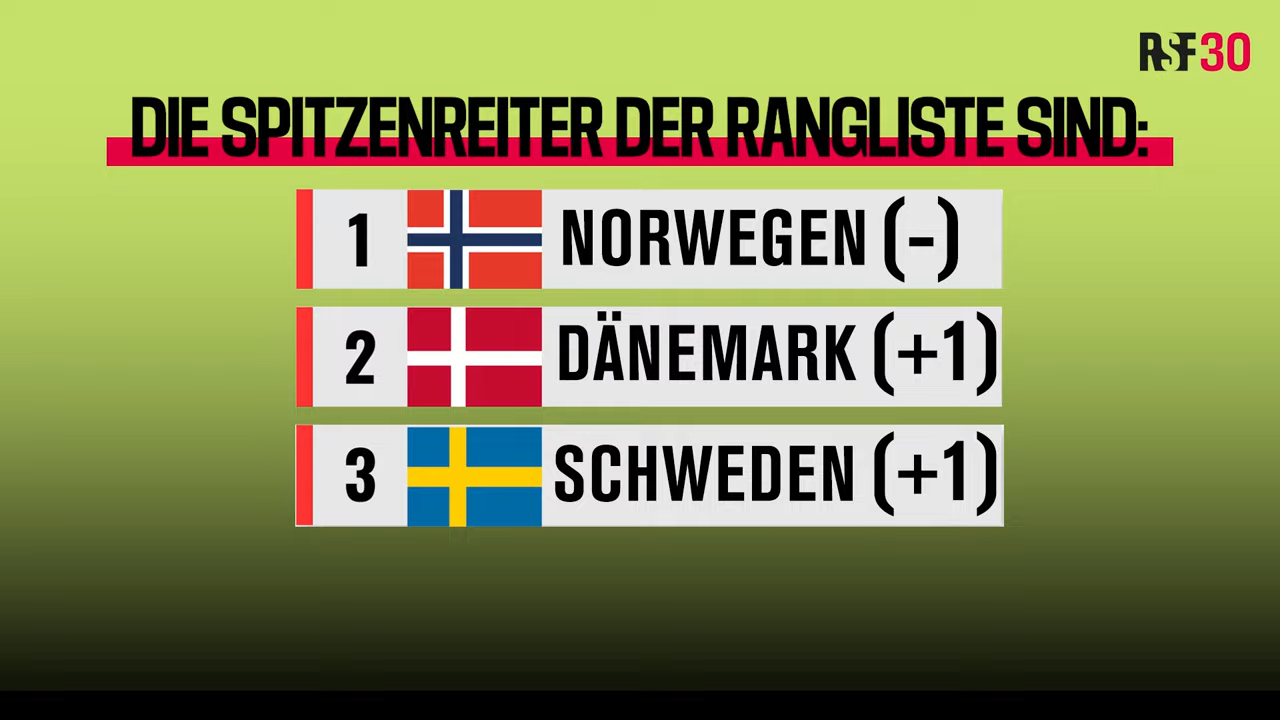 RSF30
DIE SPITZENREITER DER RANGLISTE SIND:
1 NORWEGEN (-)
2 DÄNEMARK (+1)
3 SCHWEDEN (+1)